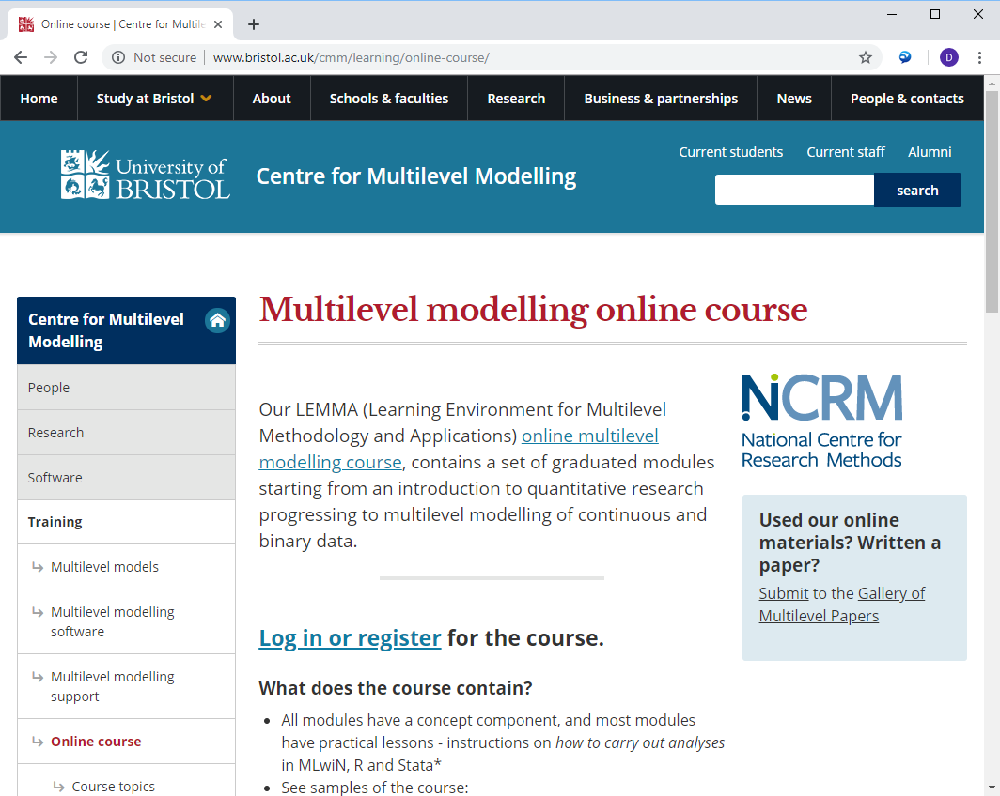 Online course | Centre for Multile
Not secure | www.bristol.ac.uk/cmm/learning/online-course/
D
Home
Study at Bristol
About
Schools & faculties
Research
Business & partnerships
News
People & contacts
University of
BRISTOL
Centre for Multilevel Modelling
Current students
Current staff
Alumni
search
Centre for Multilevel
Modelling
People
Research
Software
Training
Multilevel models
Multilevel modelling
software
Multilevel modelling
support
Online course
Course topics
Multilevel modelling online course
Our LEMMA (Learning Environment for Multilevel
Methodology and Applications) online multilevel
modelling course, contains a set of graduated modules
starting from an introduction to quantitative research
progressing to multilevel modelling of continuous and
binary data.
Log in or register for the course.
What does the course contain?
• All modules have a concept component, and most modules
have practical lessons - instructions on how to carry out analyses
in MLwiN, R and Stata*
• See samples of the course:
NCRM
National Centre for
Research Methods
Used our online
materials? Written a
paper?
Submit to the Gallery of
Multilevel Papers